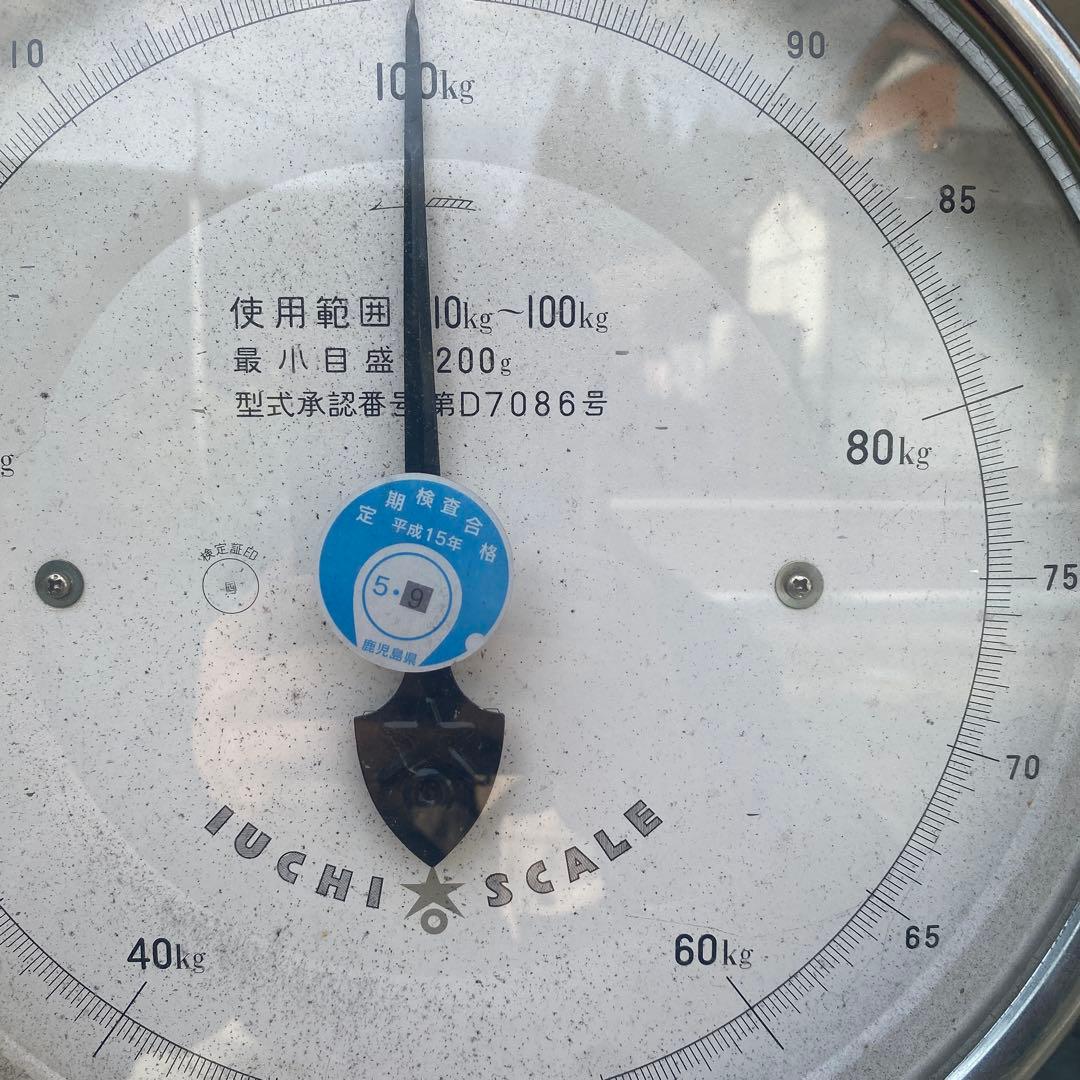 10
100kg
90
85
使用範囲 10kg~100kg
最小目盛 200g
型式承認番号 第D7086号
80kg
g
定期検査合格
平成15年
5・9
鹿児島県
検定証印
75
70
IUCHI SCALE
40kg
60kg
65